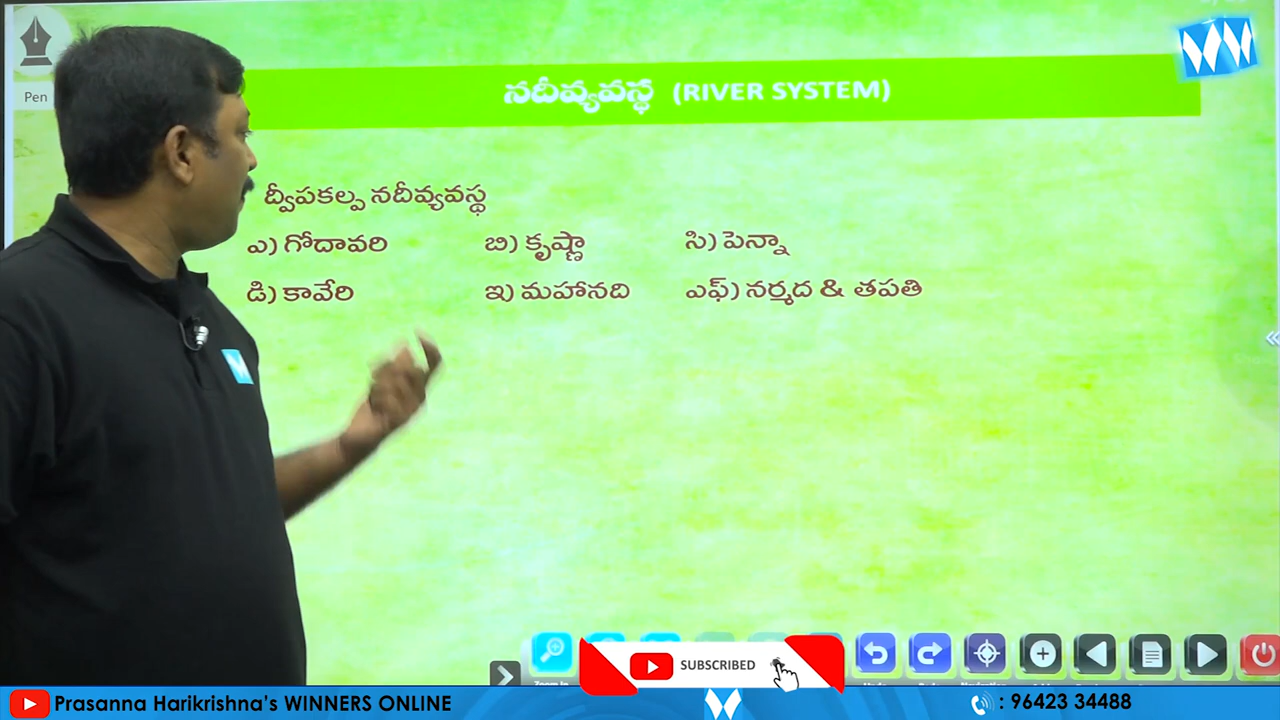 Pen
నదీవ్యవస్థ (RIVER SYSTEM)
ద్వీపకల్ప నదీవ్యవస్థ
ఎ) గోదావరి బి) కృష్ణా సి) పెన్నా
డి) కావేరి ఇ) మహానది ఎఫ్) నర్మద & తపతి
SUBSCRIBED
Prasanna Harikrishna's WINNERS ONLINE : 96423 34488